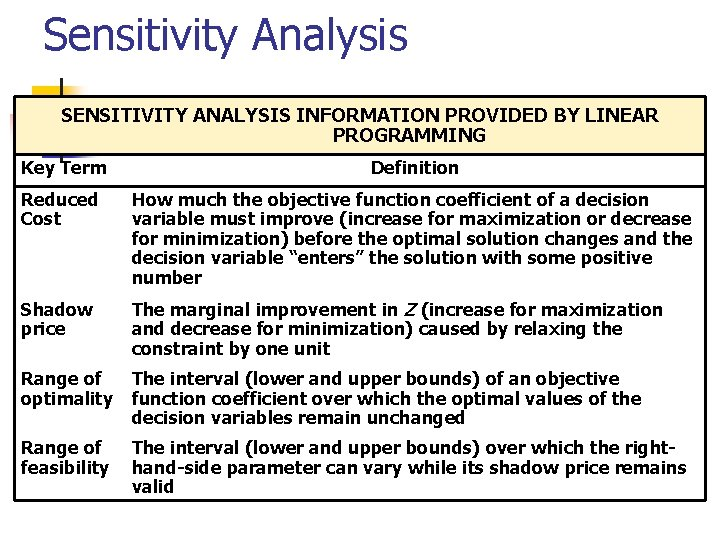 Sensitivity Analysis
SENSITIVITY ANALYSIS INFORMATION PROVIDED BY LINEAR
PROGRAMMING
Key Term Definition
Reduced
Cost
How much the objective function coefficient of a decision
variable must improve (increase for maximization or decrease
for minimization) before the optimal solution changes and the
decision variable “enters” the solution with some positive
number
Shadow
price
The marginal improvement in Z (increase for maximization
and decrease for minimization) caused by relaxing the
constraint by one unit
Range of
optimality
The interval (lower and upper bounds) of an objective
function coefficient over which the optimal values of the
decision variables remain unchanged
Range of
feasibility
The interval (lower and upper bounds) over which the right-
hand-side parameter can vary while its shadow price remains
valid